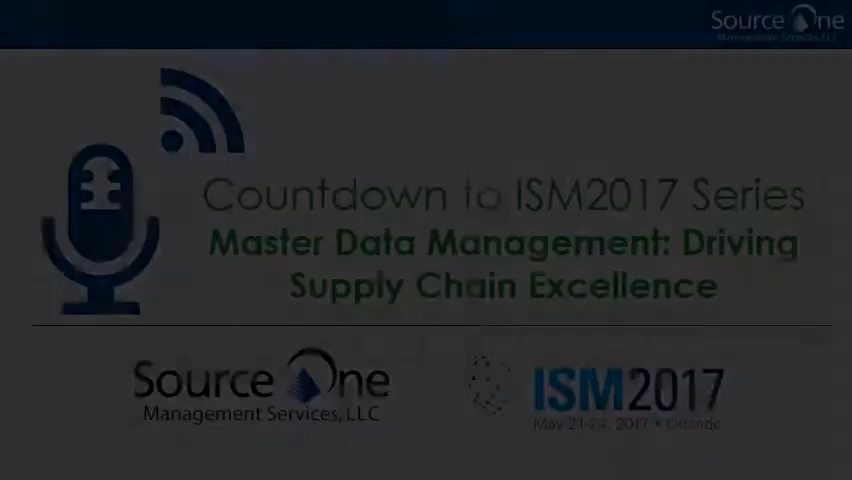 Source One
Management Services, LLC
Countdown to ISM2017 Series
Master Data Management: Driving
Supply Chain Excellence
Source One
Management Services, LLC
ISM2017
May 21-24, 2017 • Orlando